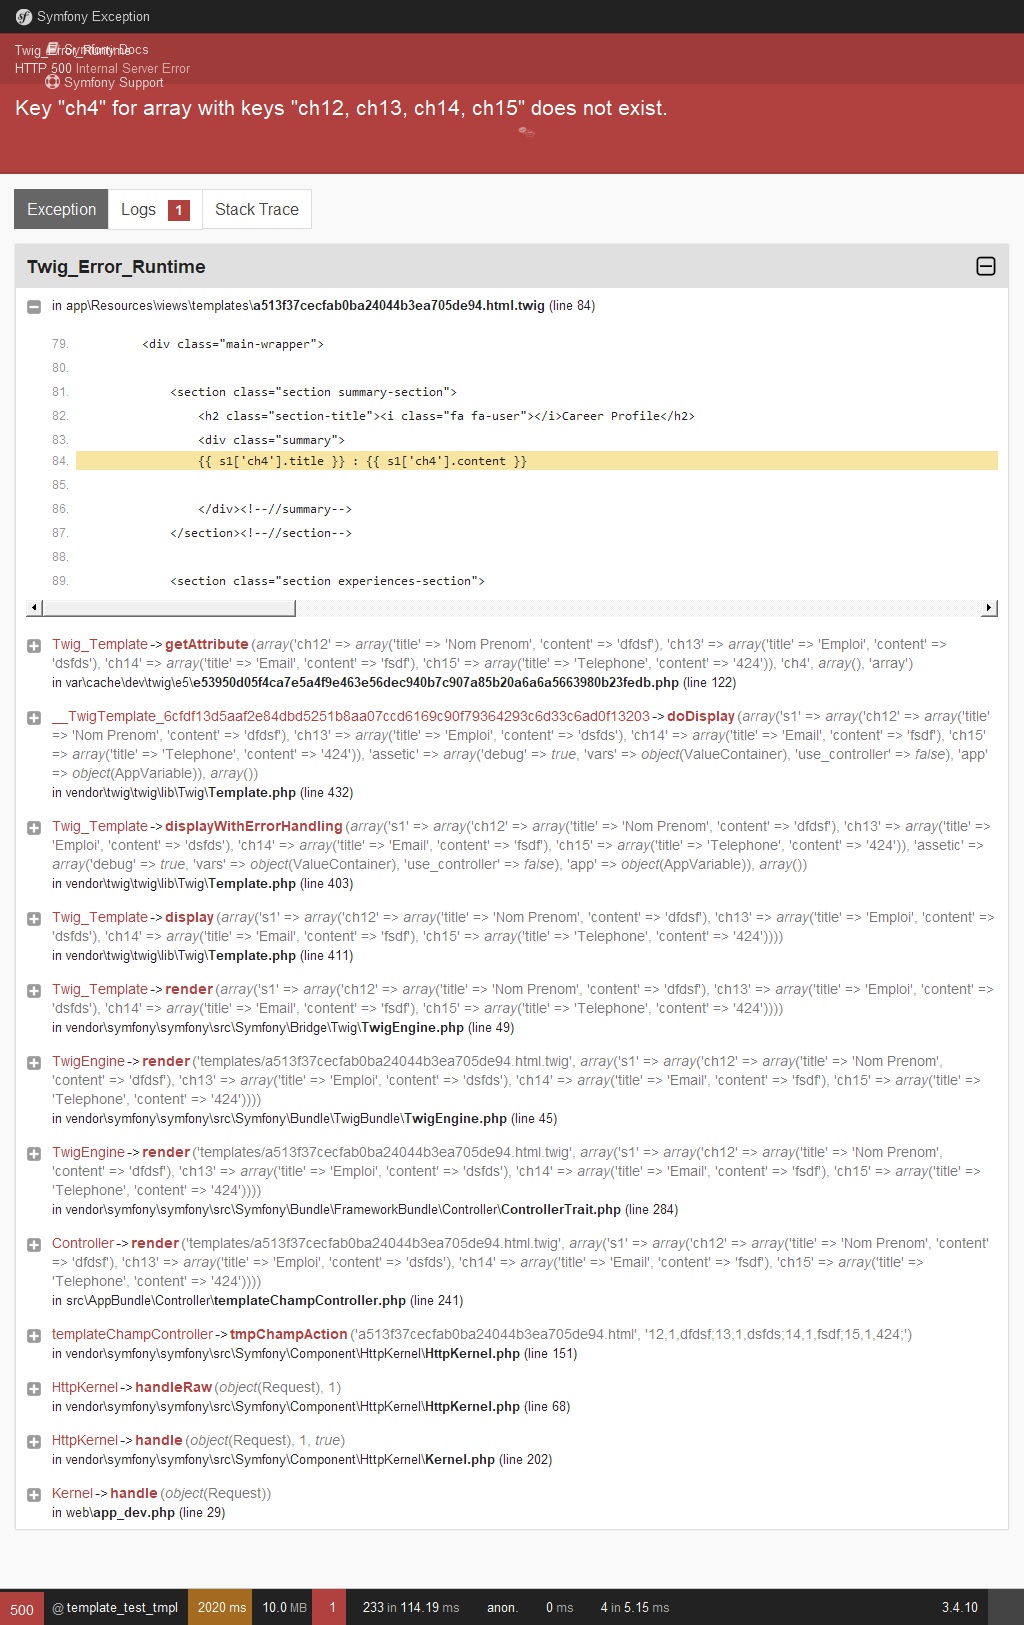 Symfony Exception
Symfony Docs
Twig_Error_Runtime
HTTP 500 Internal Server Error
Symfony Support
Key "ch4" for array with keys "ch12, ch13, ch14, ch15" does not exist.
Exception Logs 1 Stack Trace
Twig_Error_Runtime
in app\Resources\views\templates\a513f37cecfab0ba24044b3ea705de94.html.twig (line 84)
79. <div class="main-wrapper">
80.
81. <section class="section summary-section">
82. <h2 class="section-title"><i class="fa fa-user"></i>Career Profile</h2>
83. <div class="summary">
84. {{ s1['ch4'].title }} : {{ s1['ch4'].content }}
85.
86. </div><!--//summary-->
87. </section><!--//section-->
88.
89. <section class="section experiences-section">
Twig_Template->getAttribute(array('ch12' => array('title' => 'Nom Prenom', 'content' => 'dfdsf'), 'ch13' => array('title' => 'Emploi', 'content' =>
'dsfds'), 'ch14' => array('title' => 'Email', 'content' => 'fsdf'), 'ch15' => array('title' => 'Telephone', 'content' => '424')), 'ch4', array(), 'array')
in var\cache\dev\twig\e5\e53950d05f4ca7e5a4f9e463e56dec940b7c907a85b20a6a6a5663980b23fedb.php (line 122)
__TwigTemplate_6cfdf13d5aaf2e84dbd5251b8aa07ccd6169c90f79364293c6d33c6ad0f13203->doDisplay(array('s1' => array('ch12' => array('title'
=> 'Nom Prenom', 'content' => 'dfdsf'), 'ch13' => array('title' => 'Emploi', 'content' => 'dsfds'), 'ch14' => array('title' => 'Email', 'content' => 'fsdf'), 'ch15'
=> array('title' => 'Telephone', 'content' => '424')), 'assetic' => array('debug' => true, 'vars' => object(ValueContainer), 'use_controller' => false), 'app'
=> object(AppVariable)), array())
in vendor\twig\twig\lib\Twig\Template.php (line 432)
Twig_Template->displayWithErrorHandling(array('s1' => array('ch12' => array('title' => 'Nom Prenom', 'content' => 'dfdsf'), 'ch13' => array('title' =>
'Emploi', 'content' => 'dsfds'), 'ch14' => array('title' => 'Email', 'content' => 'fsdf'), 'ch15' => array('title' => 'Telephone', 'content' => '424')), 'assetic' =>
array('debug' => true, 'vars' => object(ValueContainer), 'use_controller' => false), 'app' => object(AppVariable)), array())
in vendor\twig\twig\lib\Twig\Template.php (line 403)
Twig_Template->display(array('s1' => array('ch12' => array('title' => 'Nom Prenom', 'content' => 'dfdsf'), 'ch13' => array('title' => 'Emploi', 'content' =>
'dsfds'), 'ch14' => array('title' => 'Email', 'content' => 'fsdf'), 'ch15' => array('title' => 'Telephone', 'content' => '424'))))
in vendor\twig\twig\lib\Twig\Template.php (line 411)
Twig_Template->render(array('s1' => array('ch12' => array('title' => 'Nom Prenom', 'content' => 'dfdsf'), 'ch13' => array('title' => 'Emploi', 'content' =>
'dsfds'), 'ch14' => array('title' => 'Email', 'content' => 'fsdf'), 'ch15' => array('title' => 'Telephone', 'content' => '424'))))
in vendor\symfony\symfony\src\Symfony\Bridge\Twig\TwigEngine.php (line 49)
TwigEngine->render('templates/a513f37cecfab0ba24044b3ea705de94.html.twig', array('s1' => array('ch12' => array('title' => 'Nom Prenom',
'content' => 'dfdsf'), 'ch13' => array('title' => 'Emploi', 'content' => 'dsfds'), 'ch14' => array('title' => 'Email', 'content' => 'fsdf'), 'ch15' => array('title' =>
'Telephone', 'content' => '424'))))
in vendor\symfony\symfony\src\Symfony\Bundle\TwigBundle\TwigEngine.php (line 45)
TwigEngine->render('templates/a513f37cecfab0ba24044b3ea705de94.html.twig', array('s1' => array('ch12' => array('title' => 'Nom Prenom',
'content' => 'dfdsf'), 'ch13' => array('title' => 'Emploi', 'content' => 'dsfds'), 'ch14' => array('title' => 'Email', 'content' => 'fsdf'), 'ch15' => array('title' =>
'Telephone', 'content' => '424'))))
in vendor\symfony\symfony\src\Symfony\Bundle\FrameworkBundle\Controller\ControllerTrait.php (line 284)
Controller->render('templates/a513f37cecfab0ba24044b3ea705de94.html.twig', array('s1' => array('ch12' => array('title' => 'Nom Prenom', 'content'
=> 'dfdsf'), 'ch13' => array('title' => 'Emploi', 'content' => 'dsfds'), 'ch14' => array('title' => 'Email', 'content' => 'fsdf'), 'ch15' => array('title' =>
'Telephone', 'content' => '424'))))
in src\AppBundle\Controller\templateChampController.php (line 241)
templateChampController->tmpChampAction('a513f37cecfab0ba24044b3ea705de94.html', '12,1,dfdsf;13,1,dsfds;14,1,fsdf;15,1,424;')
in vendor\symfony\symfony\src\Symfony\Component\HttpKernel\HttpKernel.php (line 151)
HttpKernel->handleRaw(object(Request), 1)
in vendor\symfony\symfony\src\Symfony\Component\HttpKernel\HttpKernel.php (line 68)
HttpKernel->handle(object(Request), 1, true)
in vendor\symfony\symfony\src\Symfony\Component\HttpKernel\Kernel.php (line 202)
Kernel->handle(object(Request))
in web\app_dev.php (line 29)
500 @ template_test_tmpl 2020 ms 10.0 MB 1 233 in 114.19 ms anon. 0 ms 4 in 5.15 ms 3.4.10